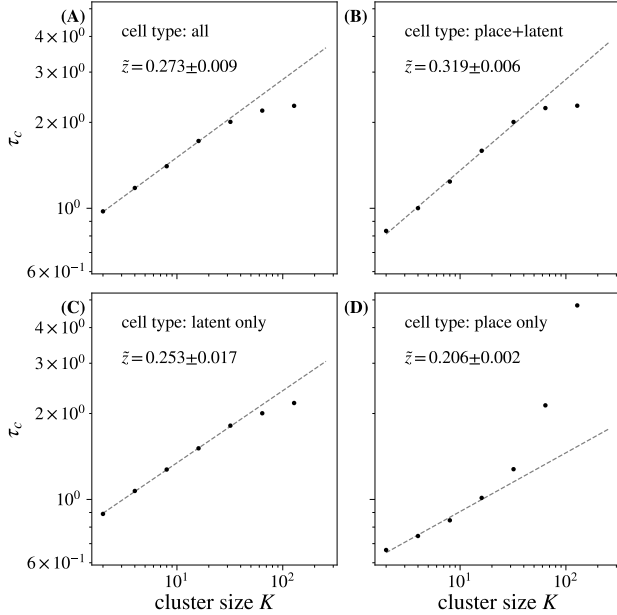 (A)
cell type: all
z̃=0.273±0.009
4×10⁰
3×10⁰
2×10⁰
10⁰
6×10⁻¹
τ_c
(B)
cell type: place+latent
z̃=0.319±0.006
(C)
cell type: latent only
z̃=0.253±0.017
4×10⁰
3×10⁰
2×10⁰
10⁰
6×10⁻¹
τ_c
10¹
10²
cluster size K
(D)
cell type: place only
z̃=0.206±0.002
10¹
10²
cluster size K